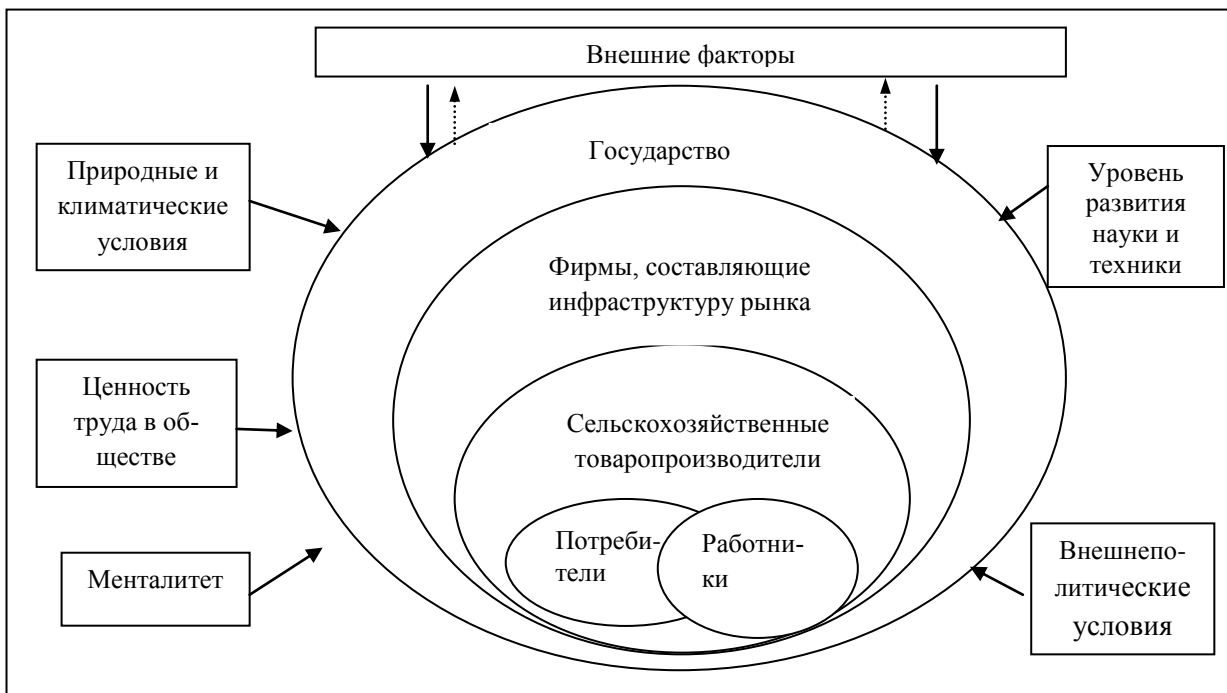 Внешние факторы
Государство
Природные и
климатические
условия
Уровень
развития
науки и
техники
Фирмы, составляющие
инфраструктуру рынка
Ценность
труда в об-
ществе
Сельскохозяйственные
товаропроизводители
Потреби-
тели
Работни-
ки
Менталитет
Внешнепо-
литические
условия